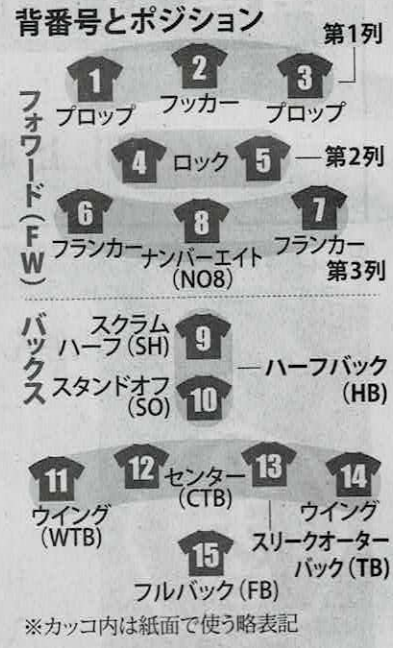 背番号とポジション
第1列
1
2
3
プロップ
フッカー
プロップ
フォワード(FW)
4
ロック
5
第2列
6
8
7
フランカー
ナンバーエイト
(NO8)
フランカー
第3列
バックス
スクラム
ハーフ(SH)
9
スタンドオフ
(SO)
10
ハーフバック
(HB)
11
12
センター
(CTB)
13
14
ウイング
(WTB)
ウイング
スリークオーター
バック(TB)
15
フルバック(FB)
※カッコ内は紙面で使う略表記